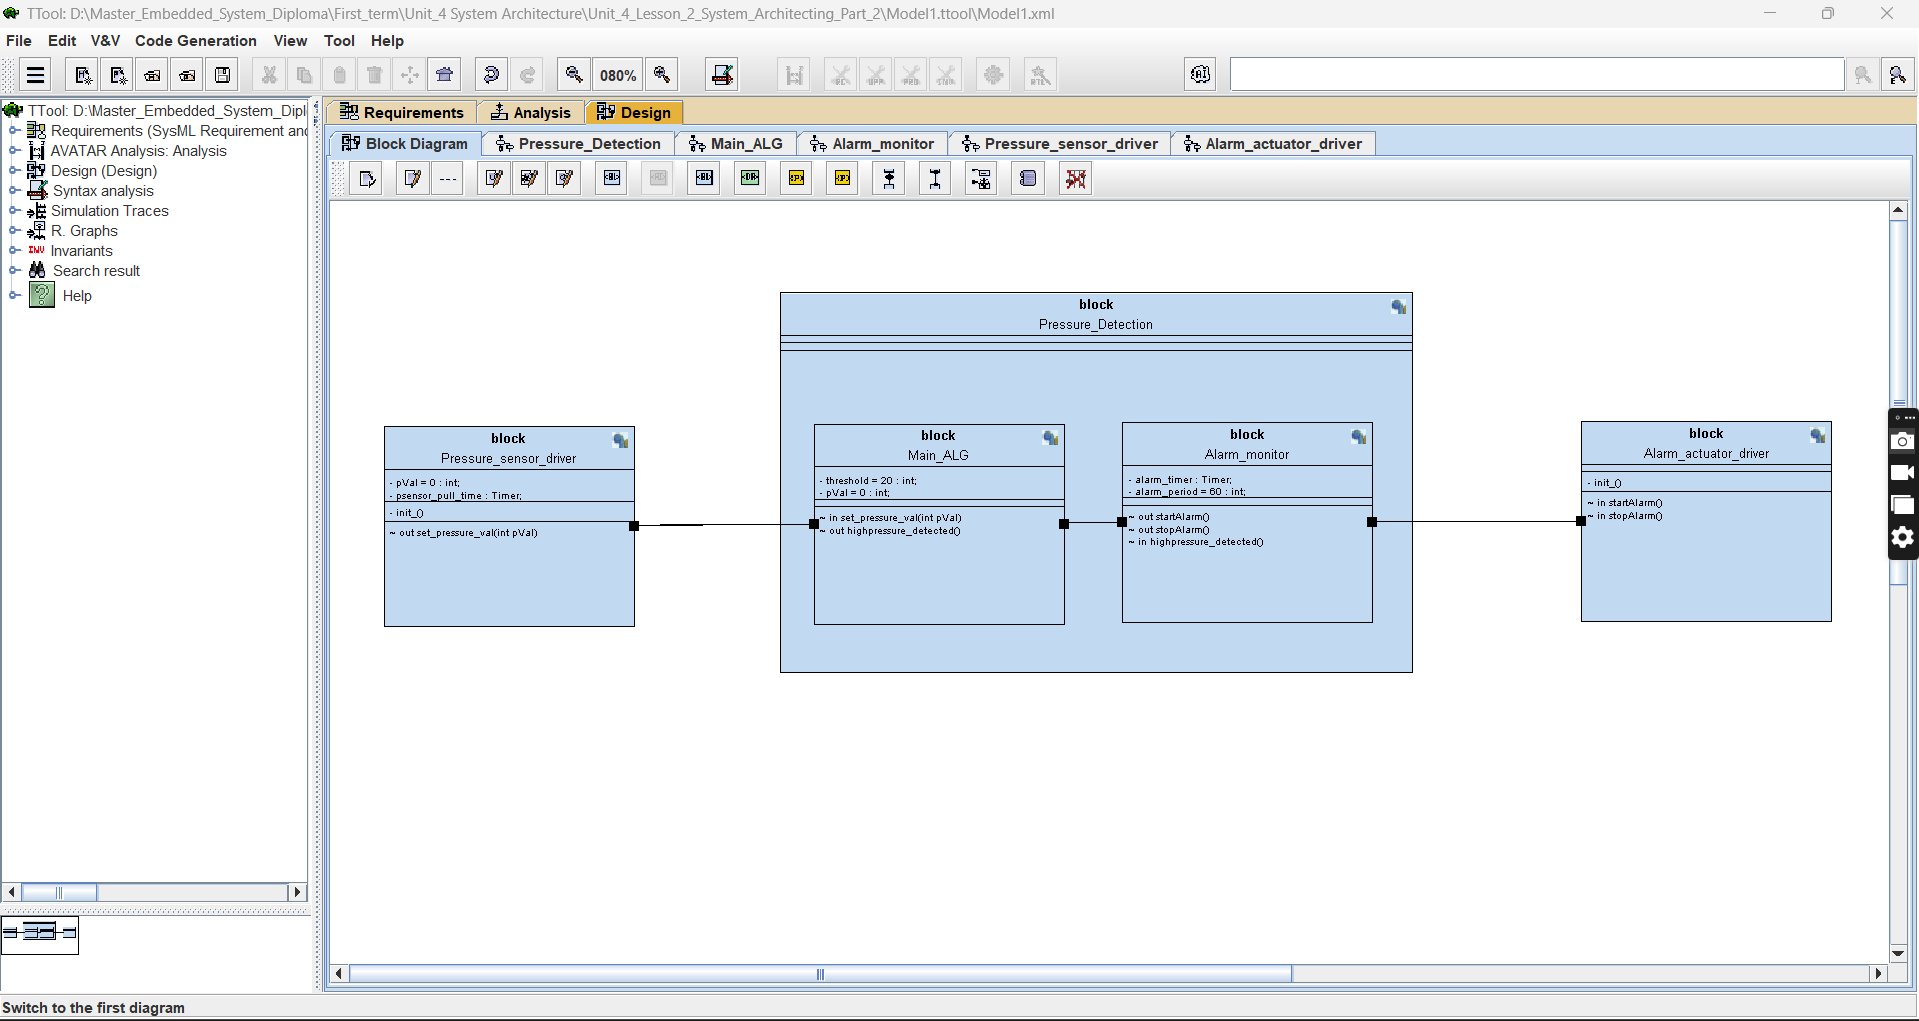 TTool: D:\Master_Embedded_System_Diploma\First_term\Unit_4 System Architecture\Unit_4_Lesson_2_System_Architecting_Part_2\Model1.ttool\Model1.xml
File Edit V&V Code Generation View Tool Help
080%
AI
TTool: D:\Master_Embedded_System_Dipl
Requirements (SysML Requirement and
AVATAR Analysis: Analysis
Design (Design)
Syntax analysis
Simulation Traces
R. Graphs
Invariants
Search result
Help
Requirements Analysis Design
Block Diagram Pressure_Detection Main_ALG Alarm_monitor Pressure_sensor_driver Alarm_actuator_driver
block
Pressure_Detection
block
Pressure_sensor_driver
- pVal = 0 : int;
- psensor_pull_time : Timer;
- init_()
~ out set_pressure_val(int pVal)
block
Main_ALG
- threshold = 20 : int;
- pVal = 0 : int;
~ in set_pressure_val(int pVal)
~ out highpressure_detected()
block
Alarm_monitor
- alarm_timer : Timer;
- alarm_period = 60 : int;
~ out startAlarm()
~ out stopAlarm()
~ in highpressure_detected()
block
Alarm_actuator_driver
- init_()
~ in startAlarm()
~ in stopAlarm()
Switch to the first diagram